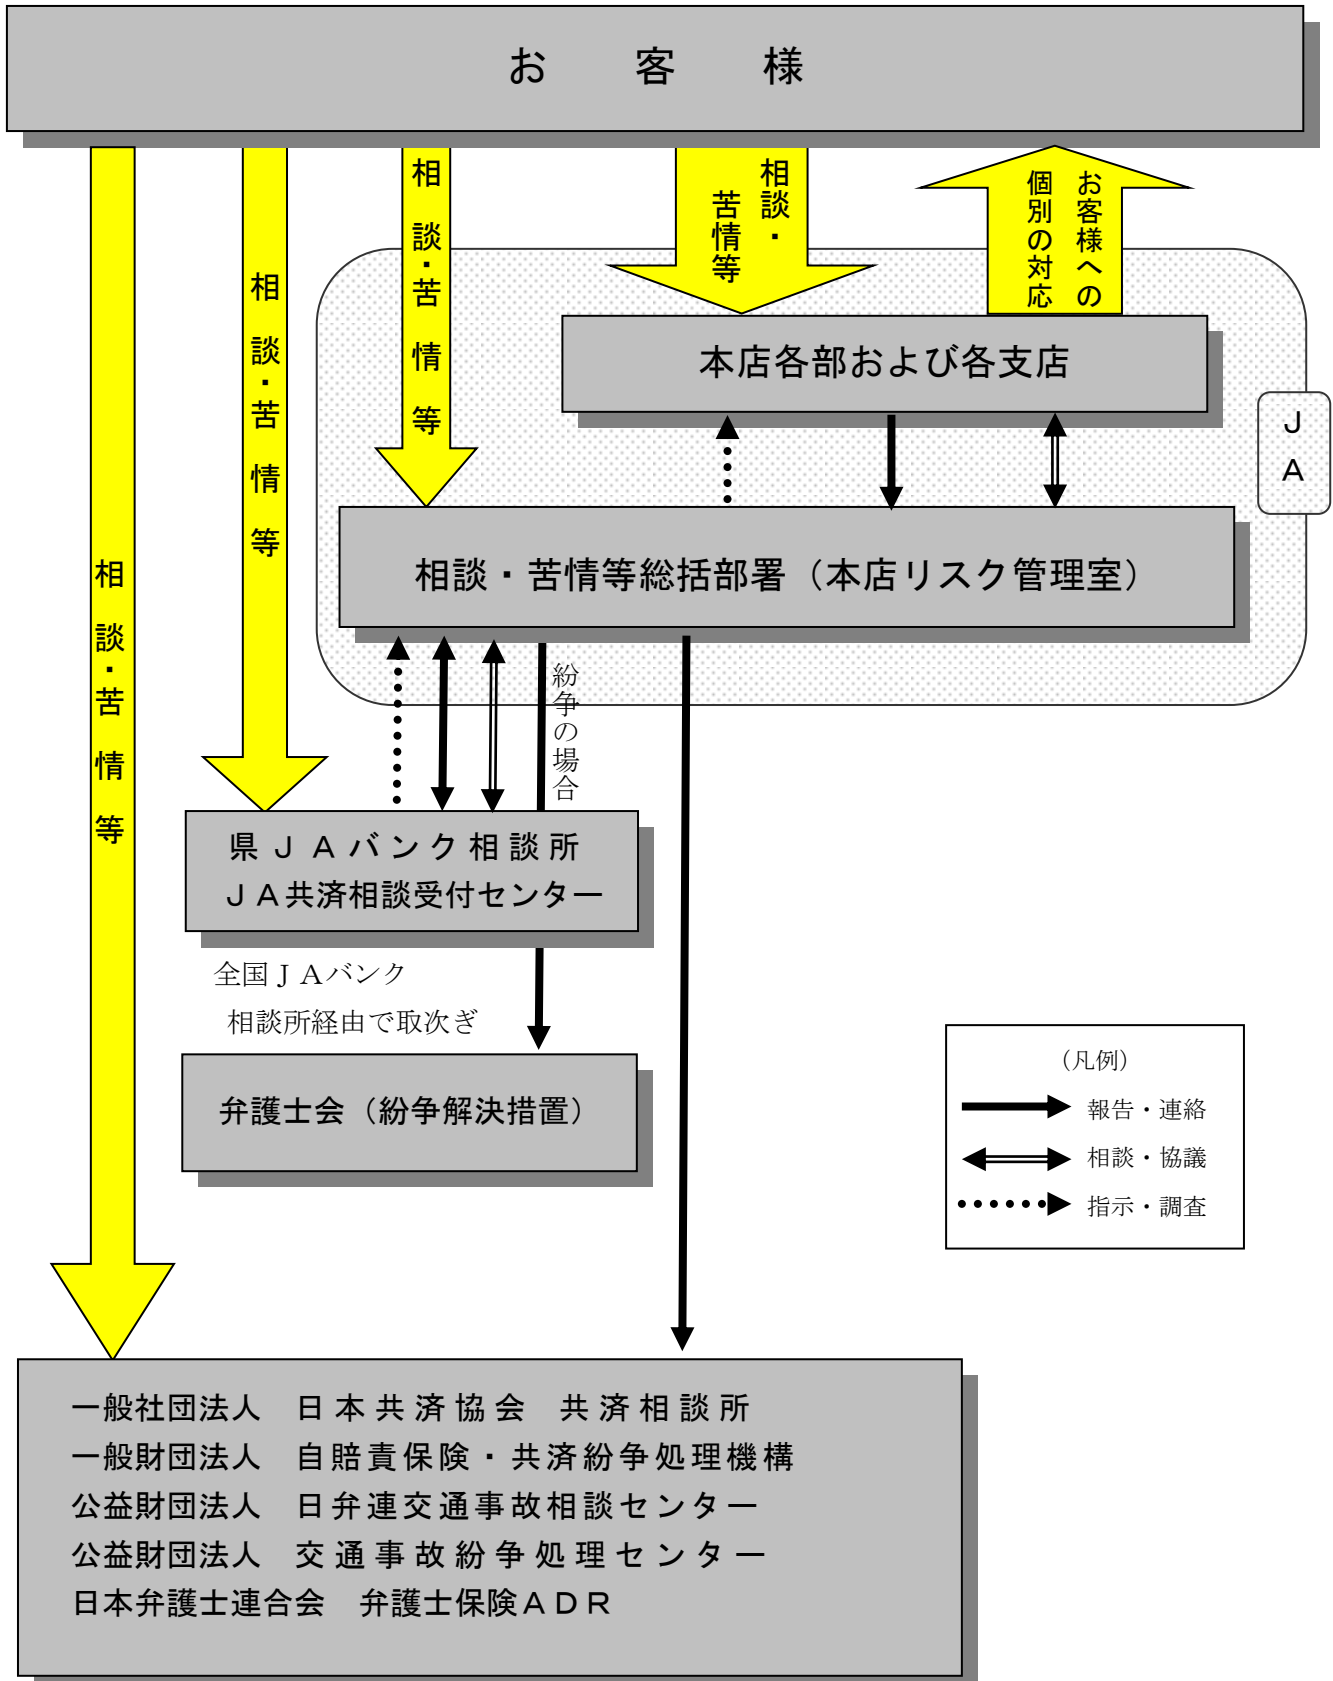 お　客　様
相談・苦情等
相談・苦情等
相談・苦情等
相談・
苦情等
お客様への
個別の対応
本店各部および各支店
ＪＡ
相談・苦情等総括部署（本店リスク管理室）
紛争の場合
県ＪＡバンク相談所
ＪＡ共済相談受付センター
全国ＪＡバンク
相談所経由で取次ぎ
弁護士会（紛争解決措置）
（凡例）
報告・連絡
相談・協議
指示・調査
一般社団法人　日本共済協会　共済相談所
一般財団法人　自賠責保険・共済紛争処理機構
公益財団法人　日弁連交通事故相談センター
公益財団法人　交通事故紛争処理センター
日本弁護士連合会　弁護士保険ＡＤＲ